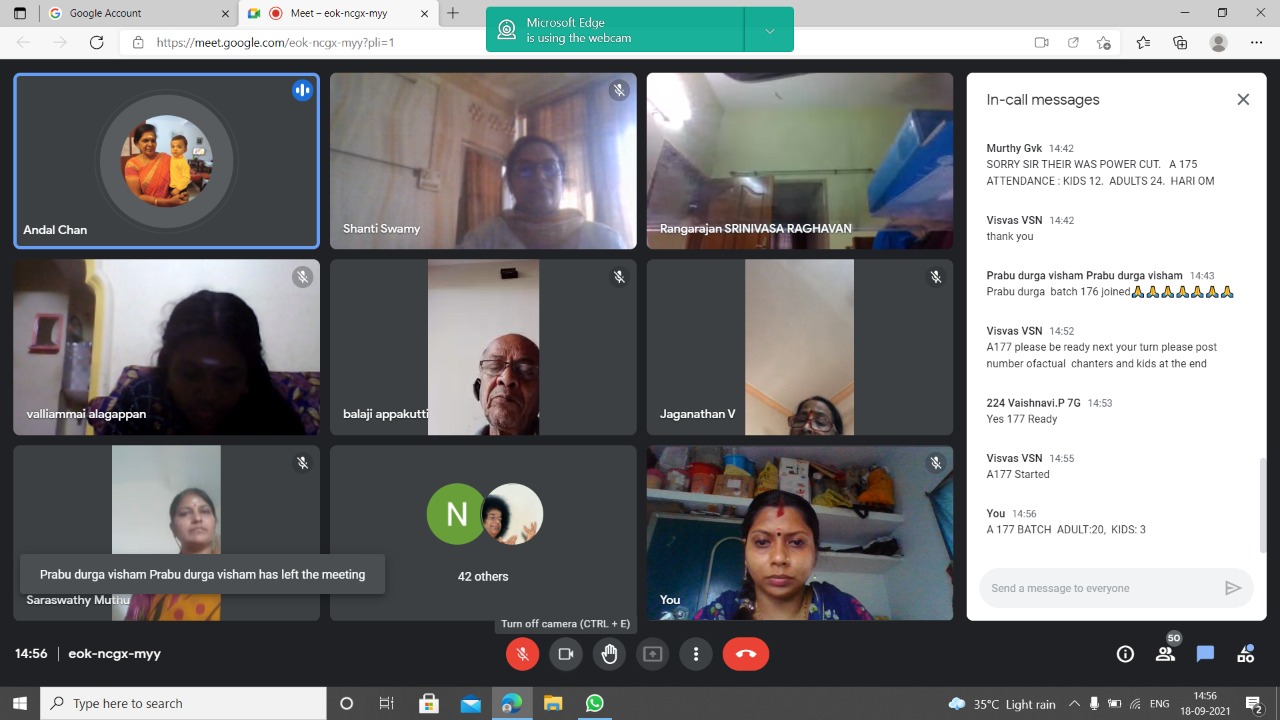 Google Account
Meet – eok-ncgx-myy
Microsoft Edge
is using the webcam
https://meet.google.com/eok-ncgx-myy?pli=1
Andal Chan
Shanti Swamy
Rangarajan SRINIVASA RAGHAVAN
valliammai alagappan
balaji appakutti
Jaganathan V
Saraswathy Muthu
N
42 others
You
Prabu durga visham Prabu durga visham has left the meeting
Turn off camera (CTRL + E)
In-call messages
Murthy Gvk 14:42
SORRY SIR THEIR WAS POWER CUT. A 175
ATTENDANCE : KIDS 12. ADULTS 24. HARI OM
Visvas VSN 14:42
thank you
Prabu durga visham Prabu durga visham 14:43
Prabu durga batch 176 joined🙏🙏🙏🙏🙏🙏🙏
Visvas VSN 14:52
A177 please be ready next your turn please post
number ofactual chanters and kids at the end
224 Vaishnavi.P 7G 14:53
Yes 177 Ready
Visvas VSN 14:55
A177 Started
You 14:56
A 177 BATCH ADULT:20, KIDS: 3
Send a message to everyone
14:56 | eok-ncgx-myy
50
Type here to search
35°C Light rain
ENG
14:56
18-09-2021
2